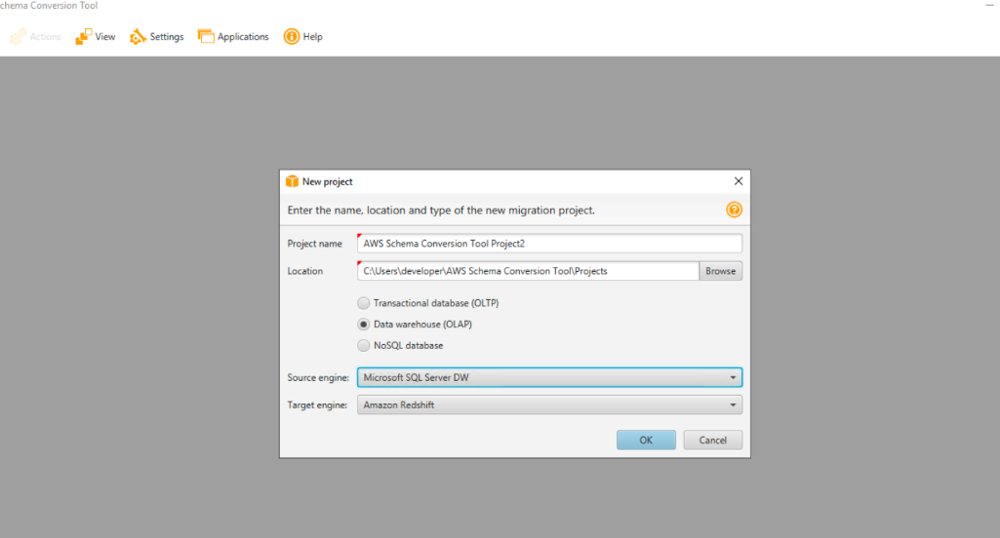 chema Conversion Tool
Actions View Settings Applications Help
New project
Enter the name, location and type of the new migration project.
Project name AWS Schema Conversion Tool Project2
Location C:\Users\developer\AWS Schema Conversion Tool\Projects Browse
Transactional database (OLTP)
Data warehouse (OLAP)
NoSQL database
Source engine: Microsoft SQL Server DW
Target engine: Amazon Redshift
OK Cancel